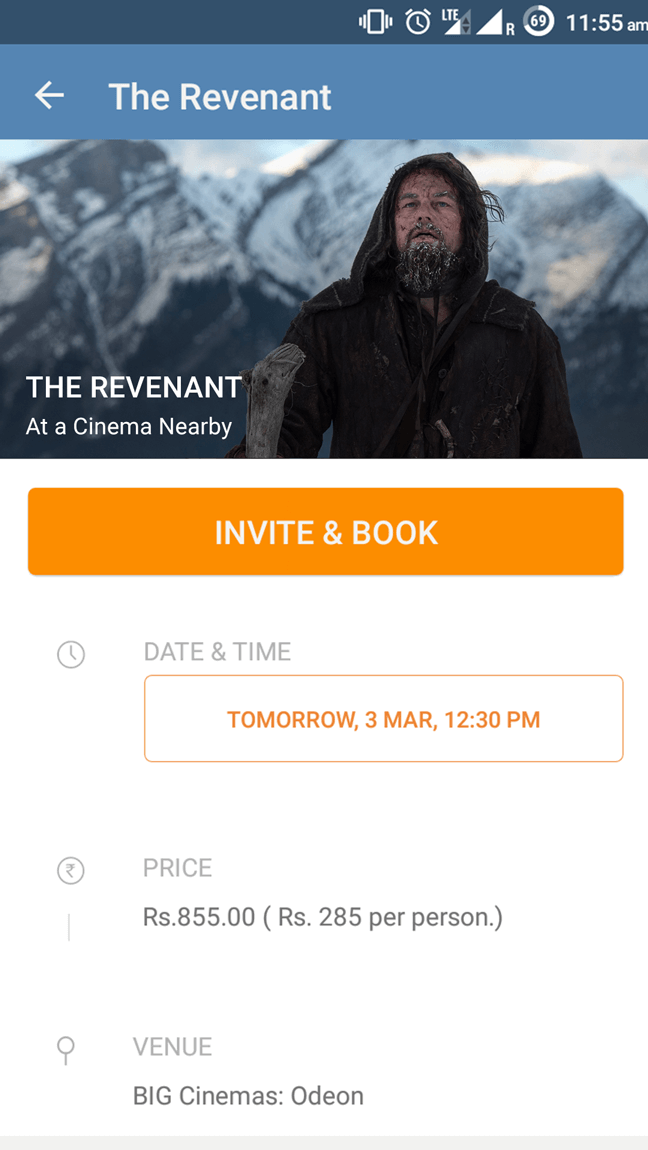 LTE R 69 11:55 am
The Revenant
THE REVENANT
At a Cinema Nearby
INVITE & BOOK
DATE & TIME
TOMORROW, 3 MAR, 12:30 PM
₹ PRICE
Rs.855.00 ( Rs. 285 per person.)
VENUE
BIG Cinemas: Odeon